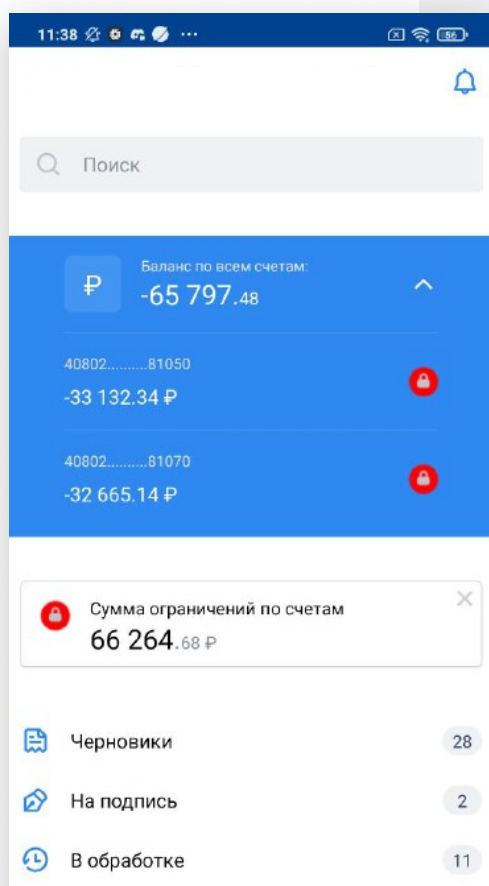 11:38
56
Поиск
₽
Баланс по всем счетам:
-65 797.48
40802..........81050
-33 132.34 ₽
40802..........81070
-32 665.14 ₽
Сумма ограничений по счетам
66 264.68 ₽
Черновики 28
На подпись 2
В обработке 11